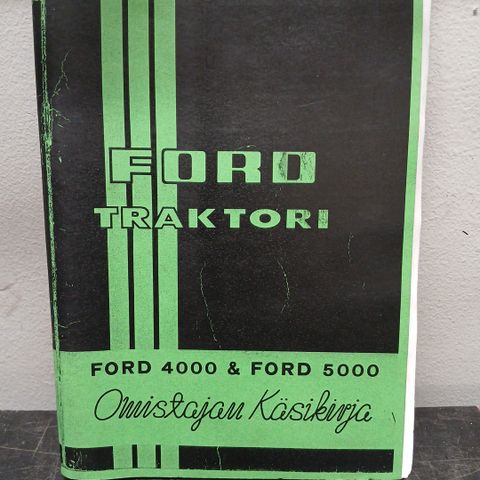 FORD
TRAKTORI
FORD 4000 & FORD 5000
Omistajan Käsikirja